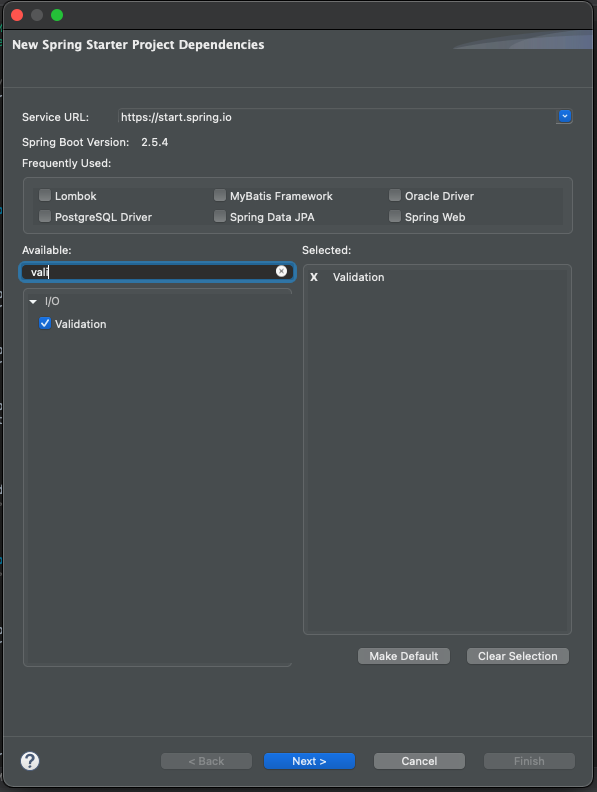 New Spring Starter Project Dependencies
Service URL: https://start.spring.io
Spring Boot Version: 2.5.4
Frequently Used:
Lombok MyBatis Framework Oracle Driver
PostgreSQL Driver Spring Data JPA Spring Web
Available: Selected:
vali
X Validation
I/O
Validation
Make Default Clear Selection
? < Back Next > Cancel Finish